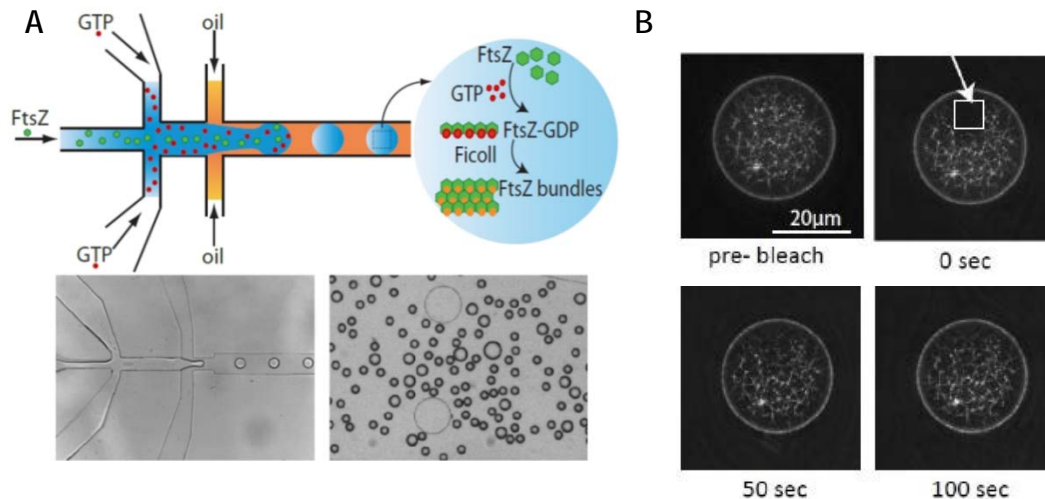 A
GTP
oil
FtsZ
GTP
oil
FtsZ
GTP
FtsZ-GDP
Ficoll
FtsZ bundles
B
20µm
pre- bleach
0 sec
50 sec
100 sec